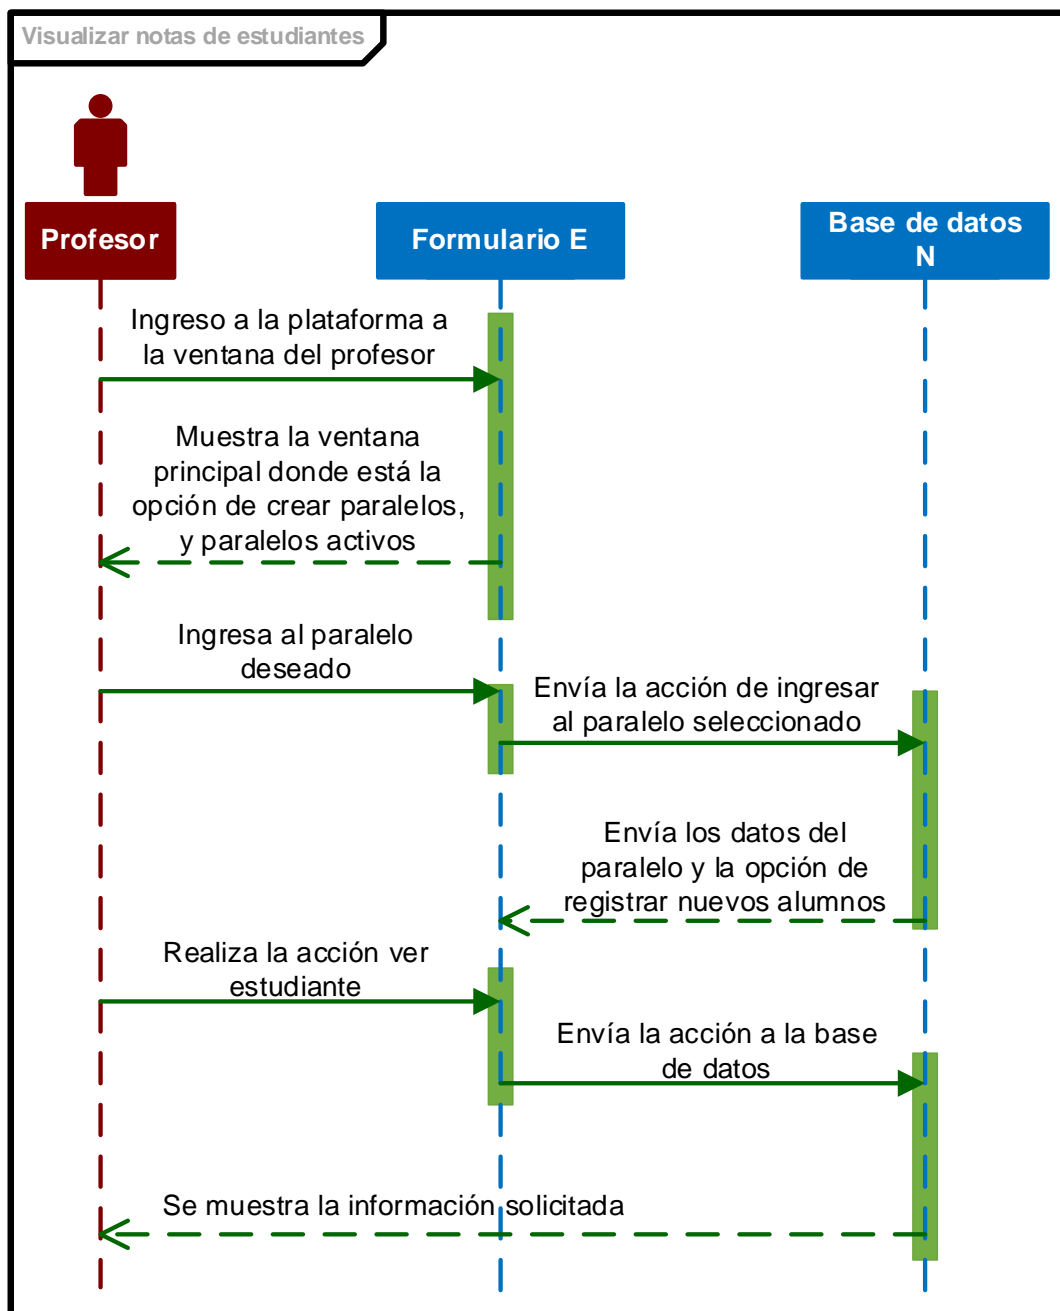 Visualizar notas de estudiantes
Profesor
Formulario E
Base de datos
N
Ingreso a la plataforma a
la ventana del profesor
Muestra la ventana
principal donde está la
opción de crear paralelos,
y paralelos activos
Ingresa al paralelo
deseado
Envía la acción de ingresar
al paralelo seleccionado
Envía los datos del
paralelo y la opción de
registrar nuevos alumnos
Realiza la acción ver
estudiante
Envía la acción a la base
de datos
Se muestra la información solicitada